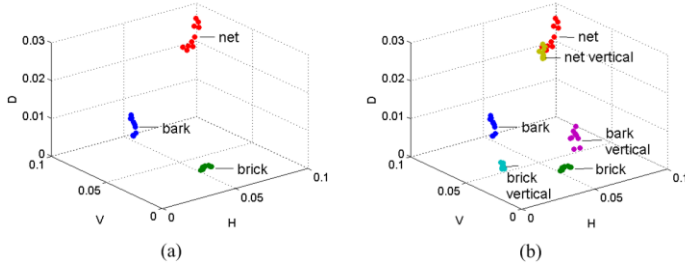 0.03
net
0.02
D
0.01
bark
0
0.1
brick
0.1
0.05
0.05
V
0
0
H
(a)
0.03
net
net vertical
0.02
D
0.01
bark
bark
vertical
0
0.1
brick
brick
vertical
0.1
0.05
0.05
V
0
0
H
(b)